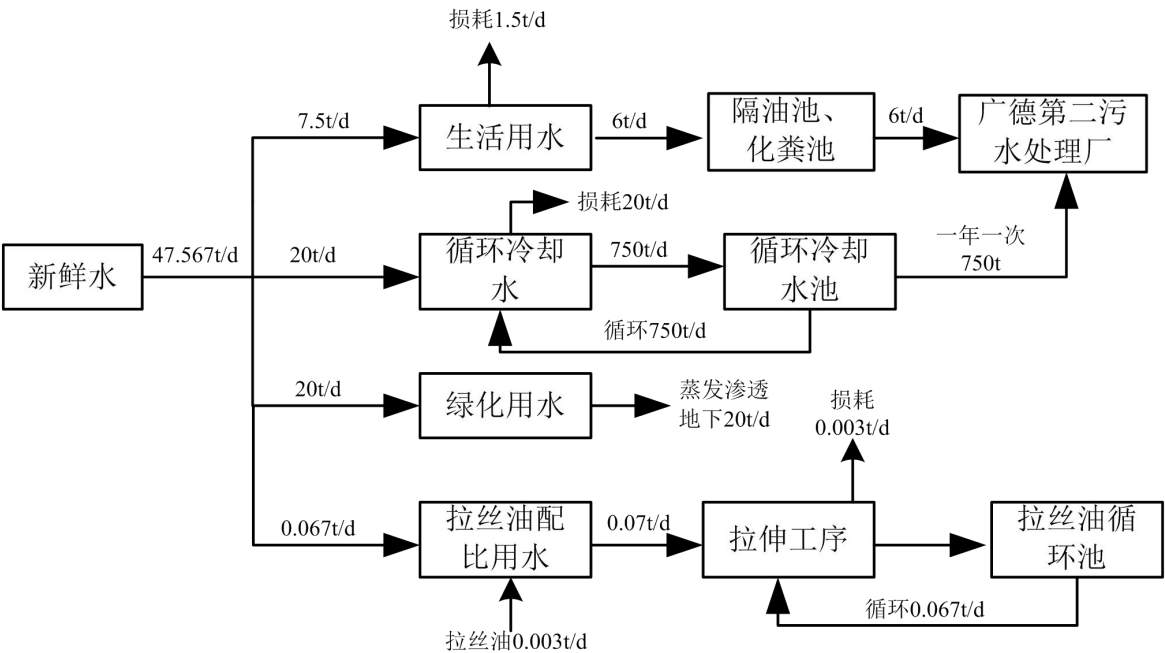 损耗1.5t/d
7.5t/d
生活用水
6t/d
隔油池、
化粪池
6t/d
广德第二污
水处理厂
损耗20t/d
新鲜水
47.567t/d
20t/d
循环冷却
水
750t/d
循环冷却
水池
一年一次
750t
循环750t/d
20t/d
绿化用水
蒸发渗透
地下20t/d
损耗
0.003t/d
0.067t/d
拉丝油配
比用水
0.07t/d
拉伸工序
拉丝油循
环池
循环0.067t/d
拉丝油0.003t/d